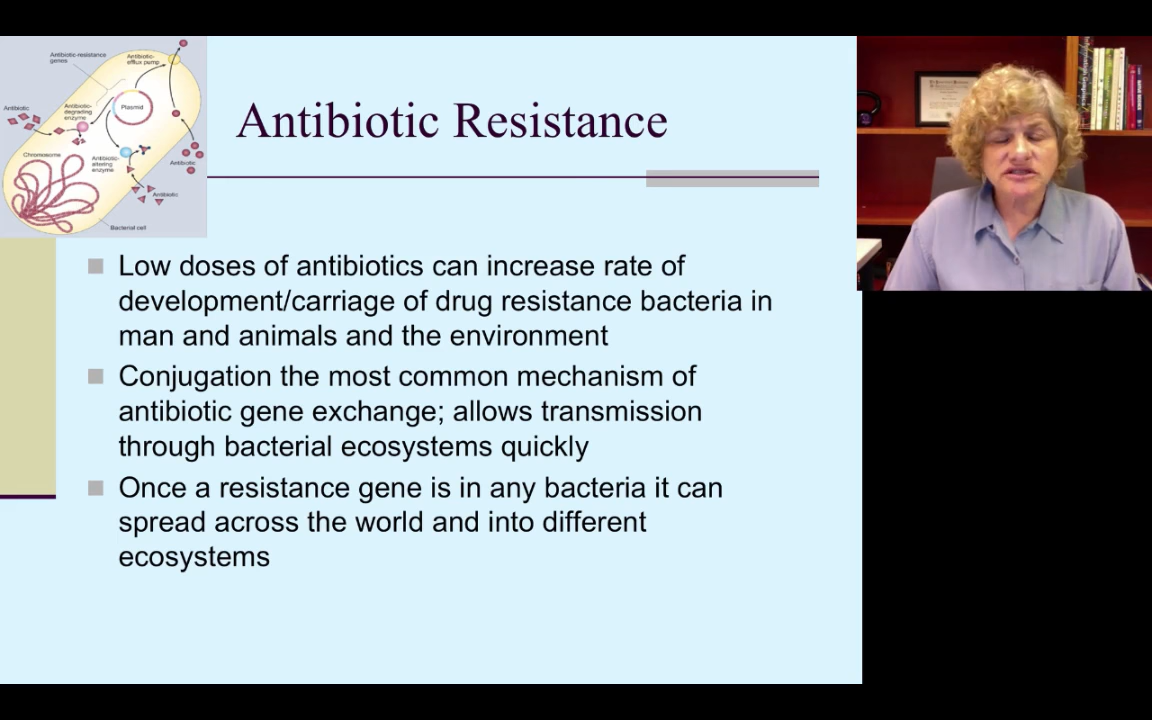 Antibiotic-resistance
genes
Antibiotic-
efflux pump
Antibiotic
Antibiotic-
degrading
enzyme
Plasmid
Chromosome
Antibiotic-
altering
enzyme
Antibiotic
Antibiotic
Bacterial cell
Antibiotic Resistance
Low doses of antibiotics can increase rate of
development/carriage of drug resistance bacteria in
man and animals and the environment
Conjugation the most common mechanism of
antibiotic gene exchange; allows transmission
through bacterial ecosystems quickly
Once a resistance gene is in any bacteria it can
spread across the world and into different
ecosystems